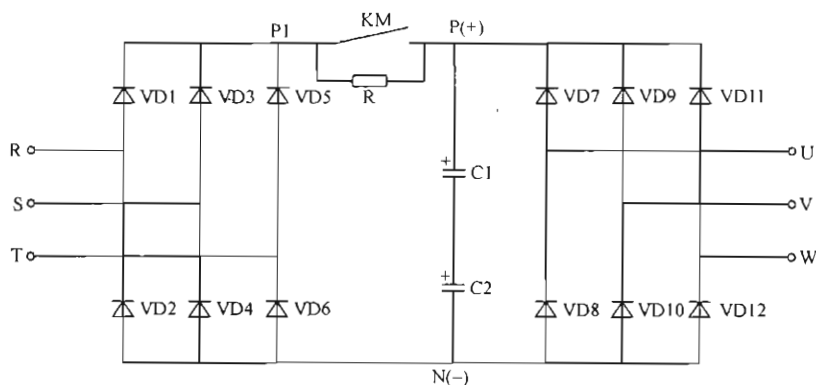 P1 KM P(+)
R
VD1 VD3 VD5 VD7 VD9 VD11
R U
C1
+
S V
T W
+
C2
VD2 VD4 VD6 VD8 VD10 VD12
N(-)